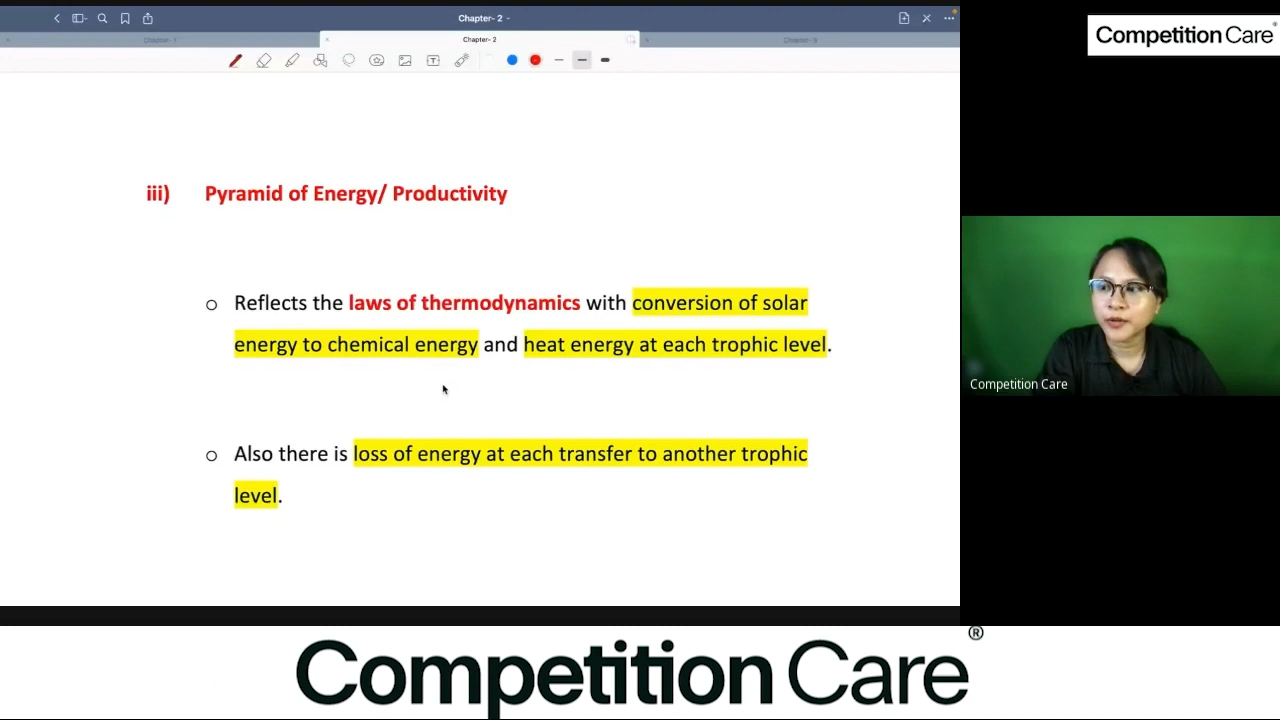 Chapter- 2
Chapter- 1
Chapter- 2
Competition Care
iii) Pyramid of Energy/ Productivity
o Reflects the laws of thermodynamics with conversion of solar
energy to chemical energy and heat energy at each trophic level.
o Also there is loss of energy at each transfer to another trophic
level.
Competition Care
Competition Care®